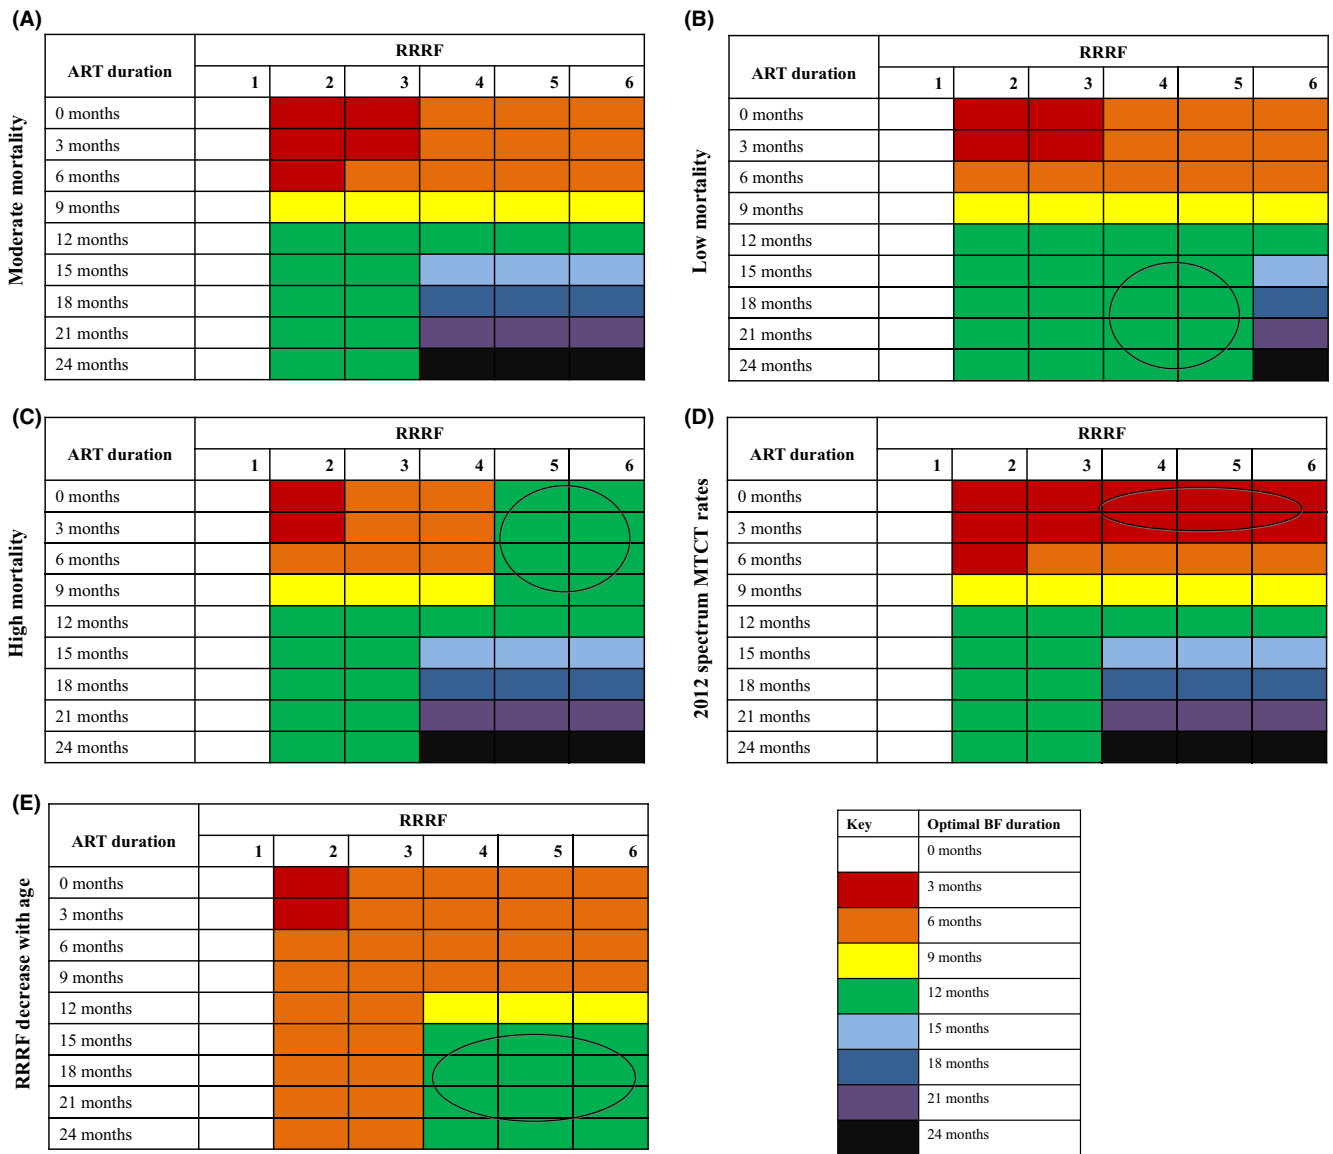 (A)
Moderate mortality
ART duration RRRF
1 2 3 4 5 6
0 months
3 months
6 months
9 months
12 months
15 months
18 months
21 months
24 months
(B)
Low mortality
ART duration RRRF
1 2 3 4 5 6
0 months
3 months
6 months
9 months
12 months
15 months
18 months
21 months
24 months
(C)
High mortality
ART duration RRRF
1 2 3 4 5 6
0 months
3 months
6 months
9 months
12 months
15 months
18 months
21 months
24 months
(D)
2012 spectrum MTCT rates
ART duration RRRF
1 2 3 4 5 6
0 months
3 months
6 months
9 months
12 months
15 months
18 months
21 months
24 months
(E)
RRRF decrease with age
ART duration RRRF
1 2 3 4 5 6
0 months
3 months
6 months
9 months
12 months
15 months
18 months
21 months
24 months
Key Optimal BF duration
0 months
3 months
6 months
9 months
12 months
15 months
18 months
21 months
24 months